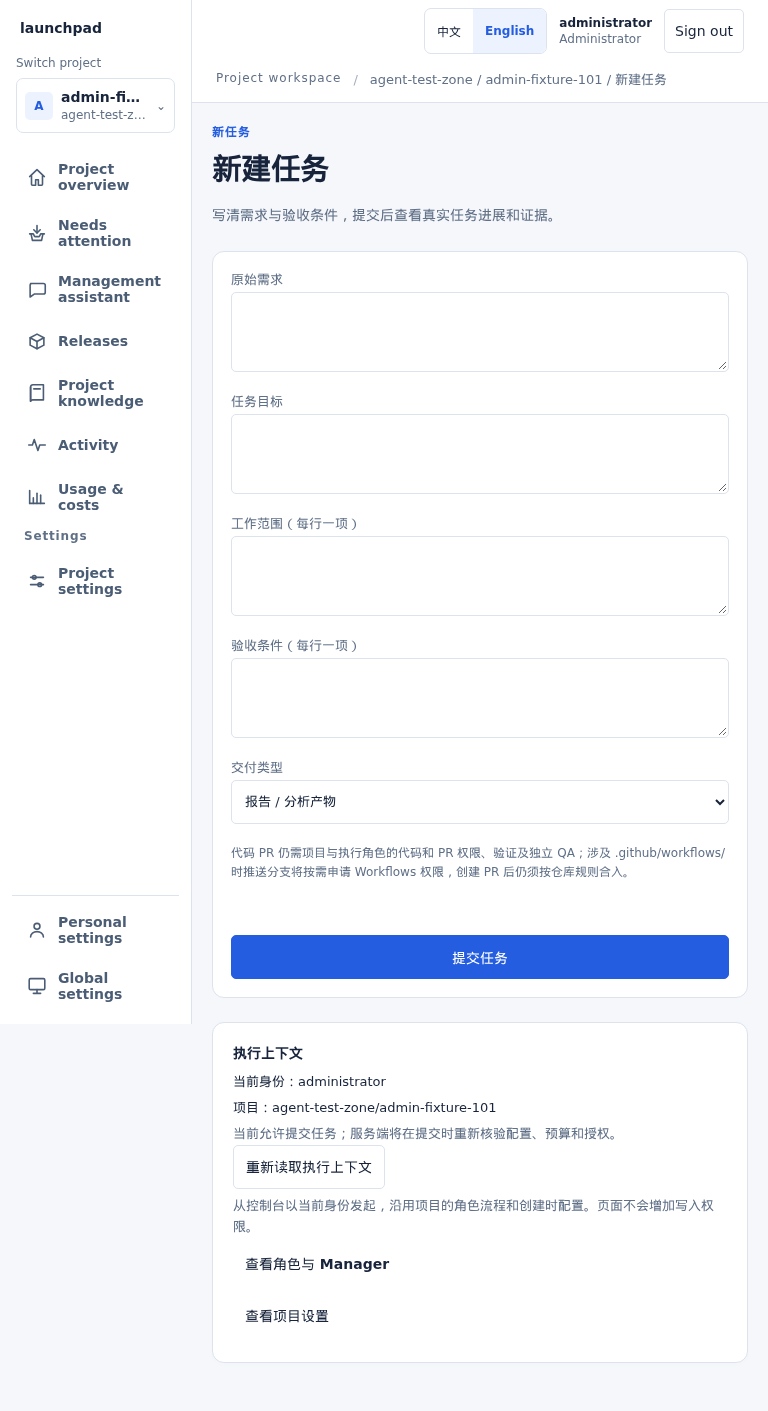 launchpad
Switch project
A
admin-fi...
agent-test-z...
Project
overview
Needs
attention
Management
assistant
Releases
Project
knowledge
Activity
Usage &
costs
Settings
Project
settings
Personal
settings
Global
settings
中文
English
administrator
Administrator
Sign out
Project workspace / agent-test-zone / admin-fixture-101 / 新建任务
新任务
新建任务
写清需求与验收条件，提交后查看真实任务进展和证据。
原始需求
任务目标
工作范围（每行一项）
验收条件（每行一项）
交付类型
报告 / 分析产物
代码 PR 仍需项目与执行角色的代码和 PR 权限、验证及独立 QA；涉及 .github/workflows/
时推送分支将按需申请 Workflows 权限，创建 PR 后仍须按仓库规则合入。
提交任务
执行上下文
当前身份：administrator
项目：agent-test-zone/admin-fixture-101
当前允许提交任务；服务端将在提交时重新核验配置、预算和授权。
重新读取执行上下文
从控制台以当前身份发起，沿用项目的角色流程和创建时配置。页面不会增加写入权
限。
查看角色与 Manager
查看项目设置